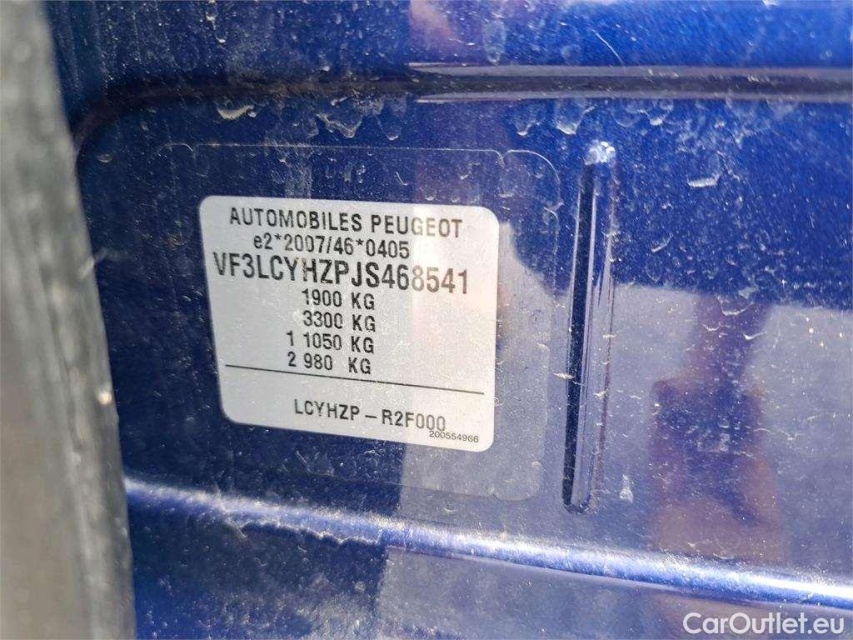 AUTOMOBILES PEUGEOT
e2*2007/46*0405
VF3LCYHZPJS468541
1900 KG
3300 KG
1 1050 KG
2 980 KG
LCYHZP - R2F000
200554966
CarOutlet.eu